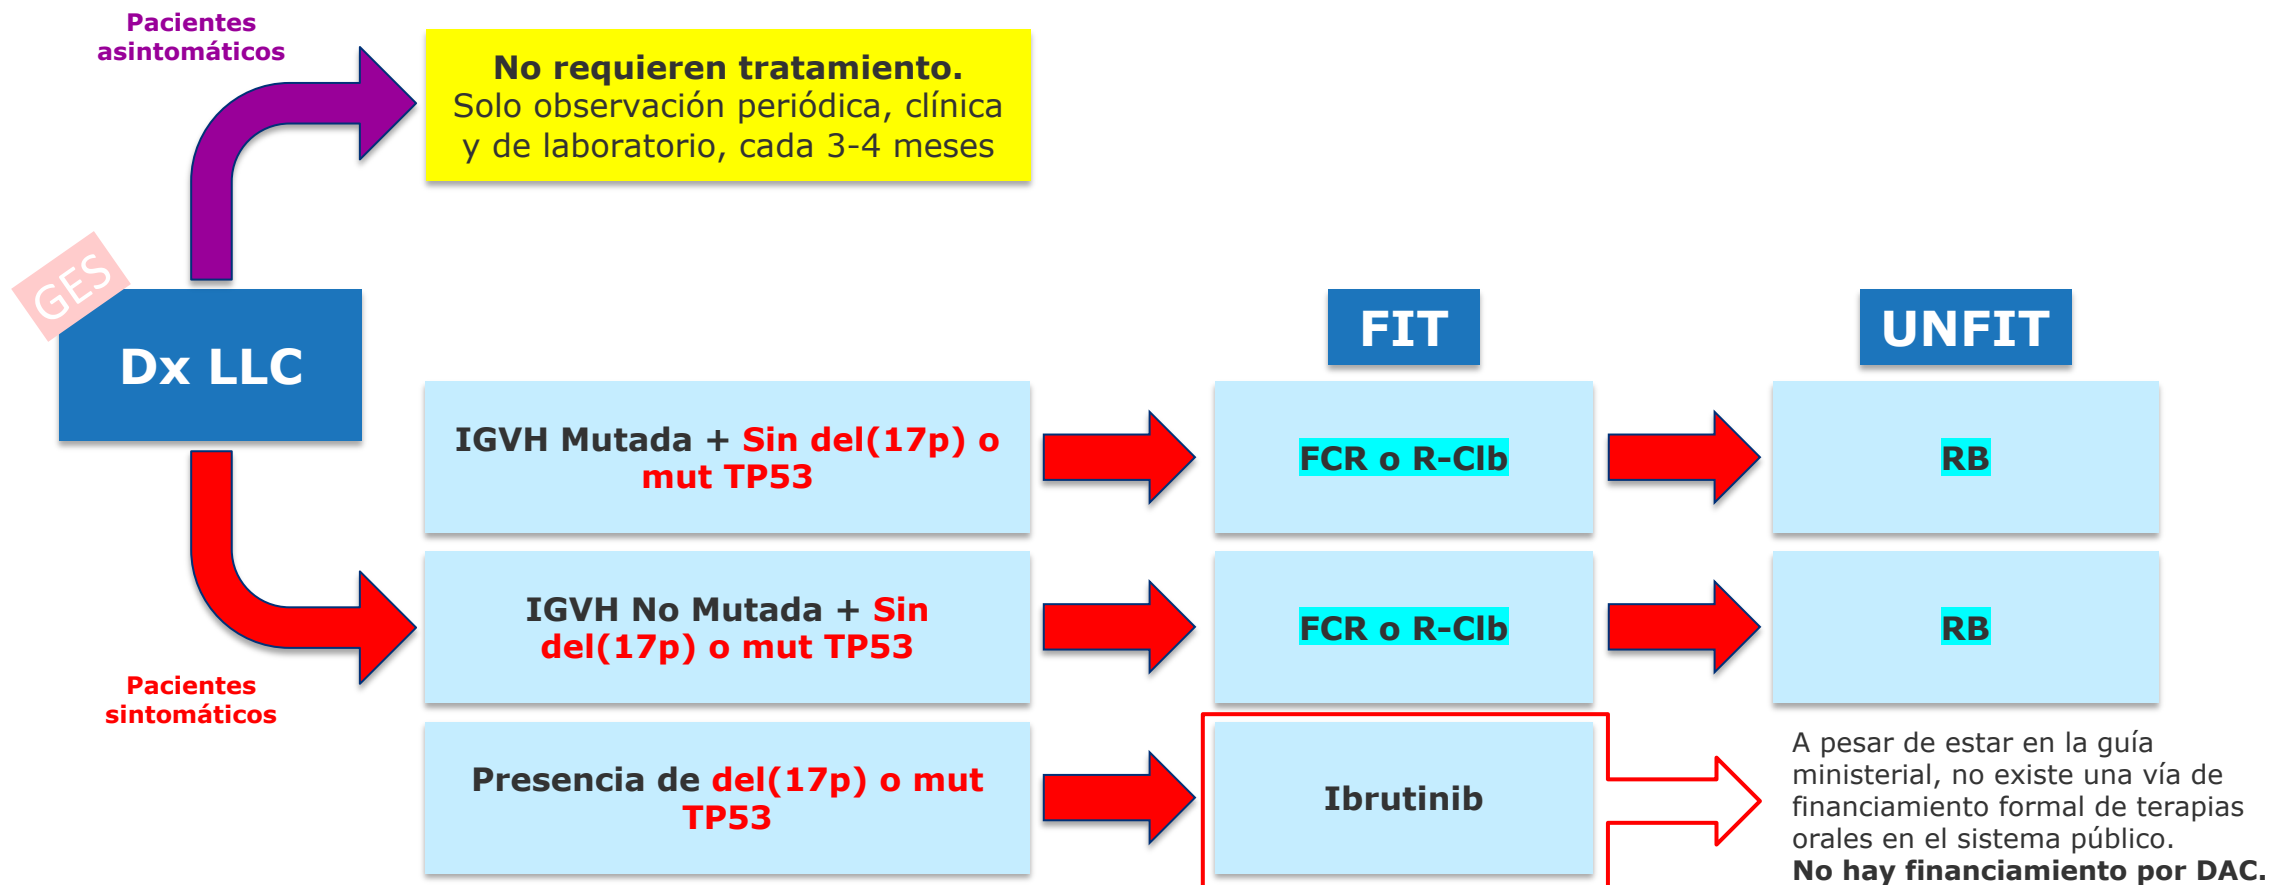 Pacientes
asintomáticos
No requieren tratamiento.
Solo observación periódica, clínica
y de laboratorio, cada 3-4 meses
GES
Dx LLC
FIT
UNFIT
IGVH Mutada + Sin del(17p) o
mut TP53
FCR o R-Clb
RB
IGVH No Mutada + Sin
del(17p) o mut TP53
FCR o R-Clb
RB
Pacientes
sintomáticos
Presencia de del(17p) o mut
TP53
Ibrutinib
A pesar de estar en la guía
ministerial, no existe una vía de
financiamiento formal de terapias
orales en el sistema público.
No hay financiamiento por DAC.